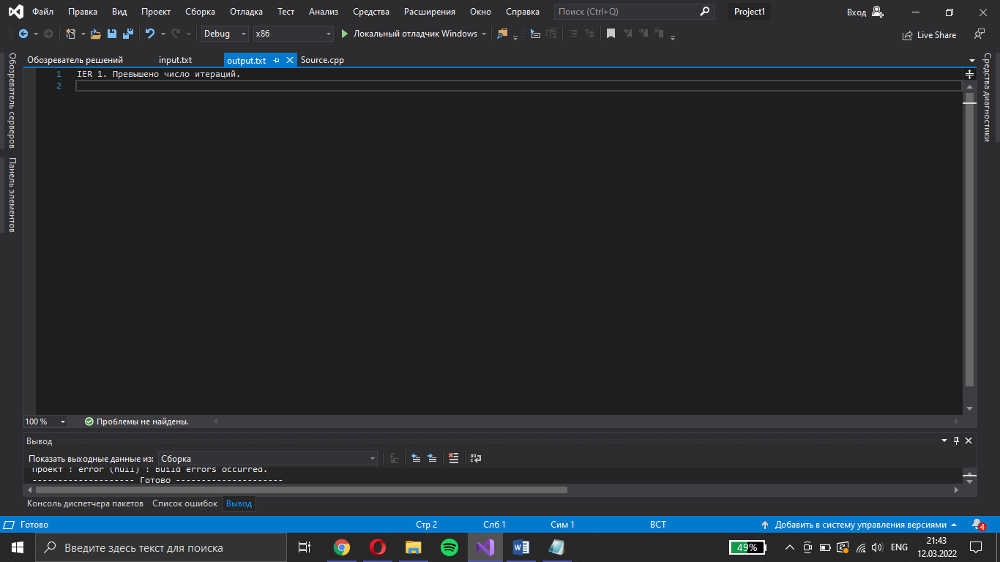 Файл Правка Вид Проект Сборка Отладка Тест Анализ Средства Расширения Окно Справка Поиск (Ctrl+Q) Project1 Вход
Debug x86 Локальный отладчик Windows Live Share
Обозреватель серверов
Панель элементов
Обозреватель решений input.txt output.txt Source.cpp
Средства диагностики
1 IER 1. Превышено число итераций.
2
100 % Проблемы не найдены.
Вывод
Показать выходные данные из: Сборка
Проект : error (null) : Build errors occurred.
-------------------- Готово --------------------
Консоль диспетчера пакетов Список ошибок Вывод
Готово Стр 2 Слб 1 Сим 1 ВСТ Добавить в систему управления версиями 4
Введите здесь текст для поиска 49% ENG 21:43
12.03.2022